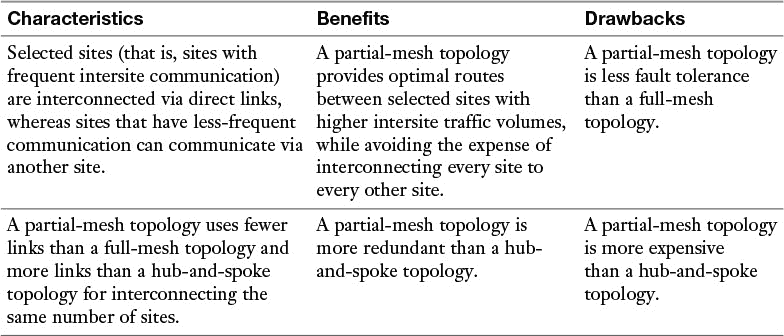 Characteristics
Benefits
Drawbacks
Selected sites (that is, sites with
frequent intersite communication)
are interconnected via direct links,
whereas sites that have less-frequent
communication can communicate via
another site.
A partial-mesh topology
provides optimal routes
between selected sites with
higher intersite traffic volumes,
while avoiding the expense of
interconnecting every site to
every other site.
A partial-mesh topology
is less fault tolerance
than a full-mesh
topology.
A partial-mesh topology uses fewer
links than a full-mesh topology and
more links than a hub-and-spoke
topology for interconnecting the
same number of sites.
A partial-mesh topology is
more redundant than a hub-
and-spoke topology.
A partial-mesh topology
is more expensive
than a hub-and-spoke
topology.